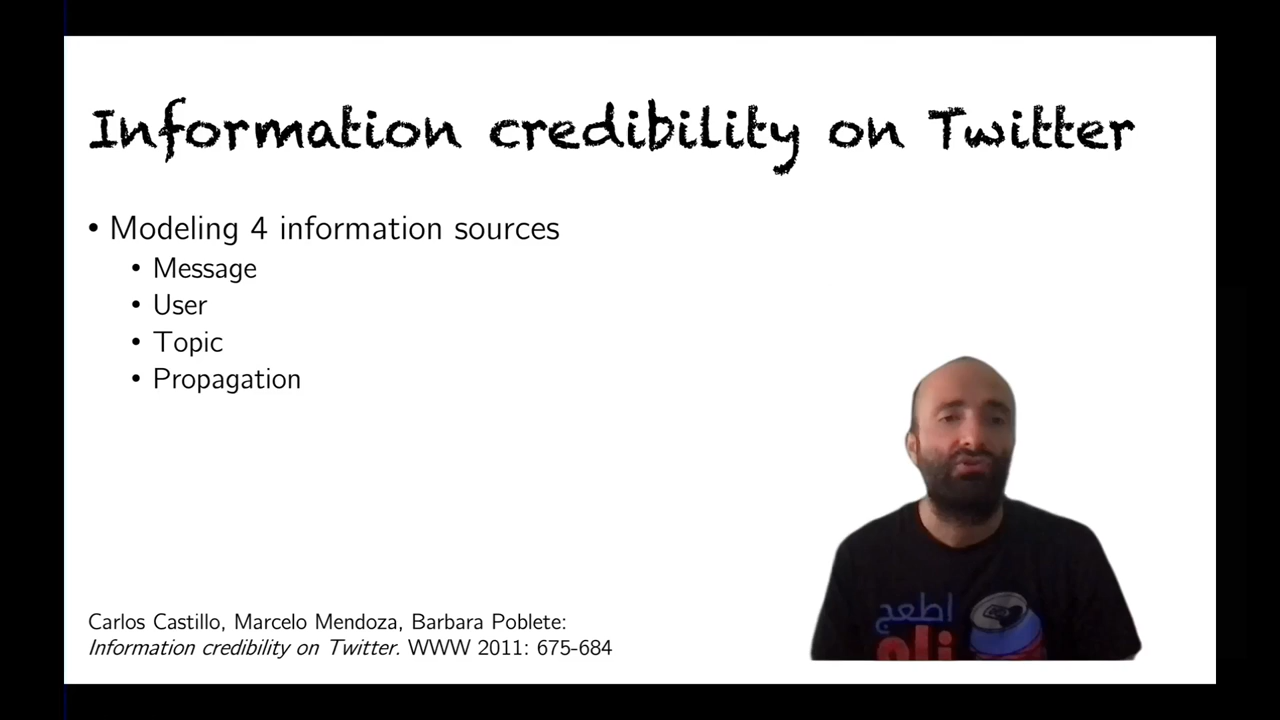 Information credibility on Twitter
• Modeling 4 information sources
• Message
• User
• Topic
• Propagation
Carlos Castillo, Marcelo Mendoza, Barbara Poblete:
Information credibility on Twitter. WWW 2011: 675-684
اطعج